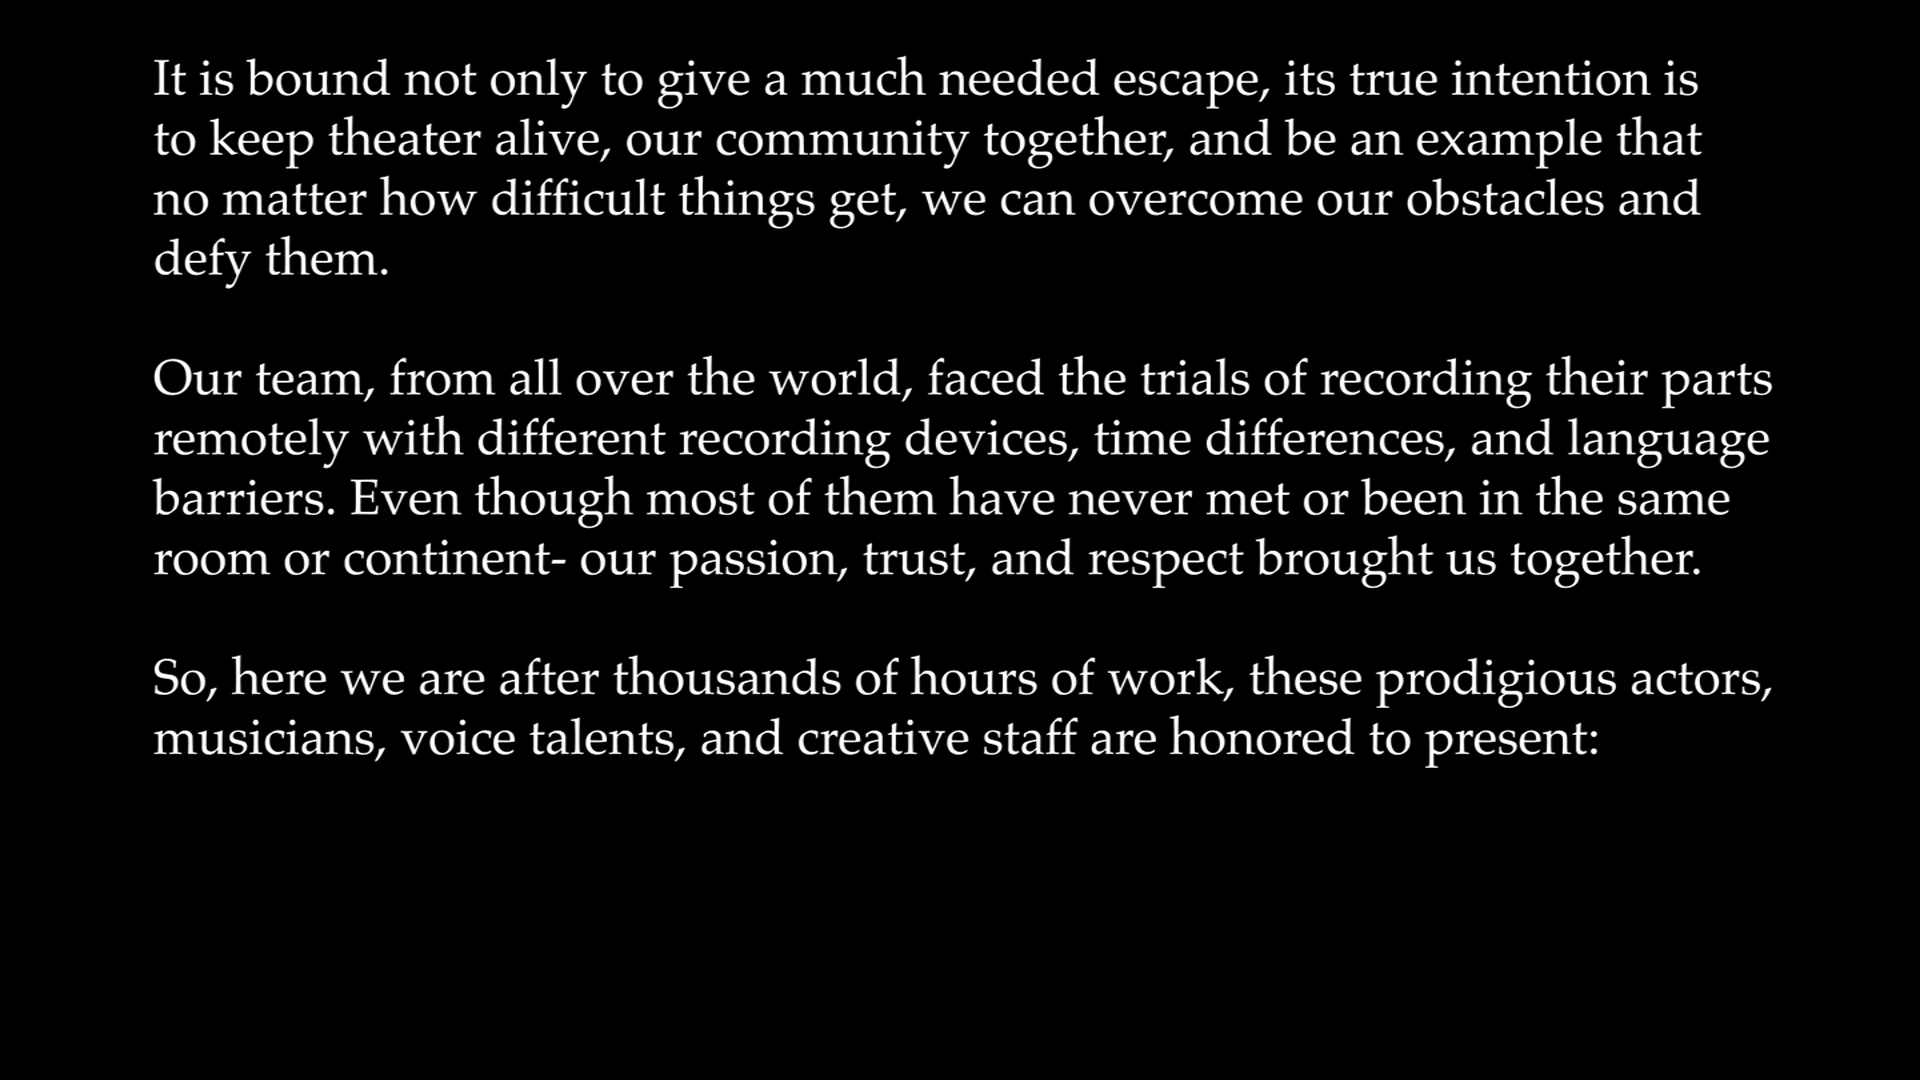 It is bound not only to give a much needed escape, its true intention is
to keep theater alive, our community together, and be an example that
no matter how difficult things get, we can overcome our obstacles and
defy them.
Our team, from all over the world, faced the trials of recording their parts
remotely with different recording devices, time differences, and language
barriers. Even though most of them have never met or been in the same
room or continent- our passion, trust, and respect brought us together.
So, here we are after thousands of hours of work, these prodigious actors,
musicians, voice talents, and creative staff are honored to present: